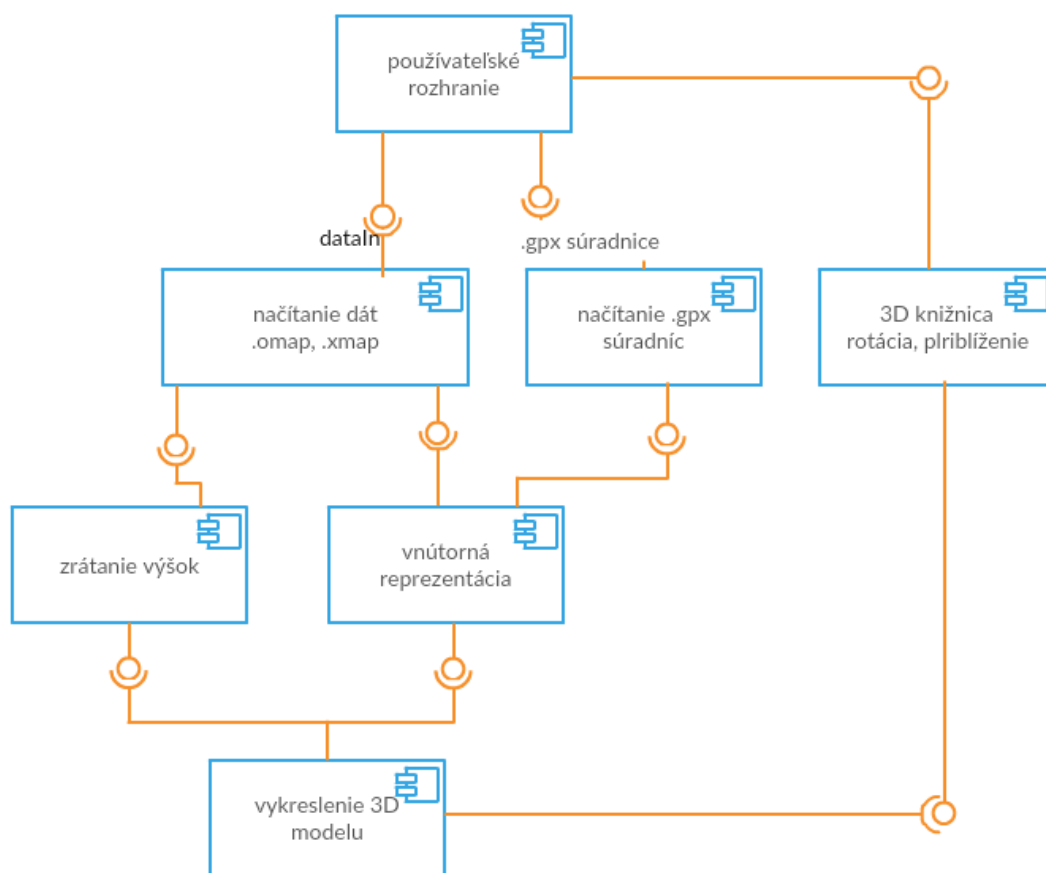 používateľské
rozhranie
dataIn
.gpx súradnice
načítanie dát
.omap, .xmap
načítanie .gpx
súradníc
3D knižnica
rotácia, plriblíženie
zrátanie výšok
vnútorná
reprezentácia
vykreslenie 3D
modelu